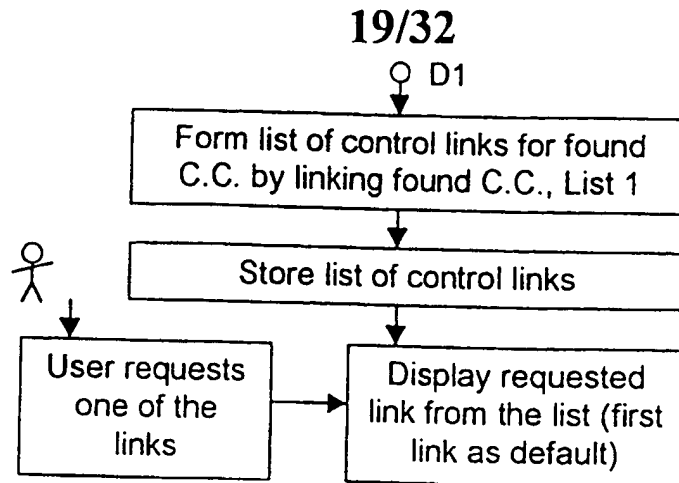 19/32
D1
Form list of control links for found
C.C. by linking found C.C., List 1
Store list of control links
User requests
one of the
links
Display requested
link from the list (first
link as default)